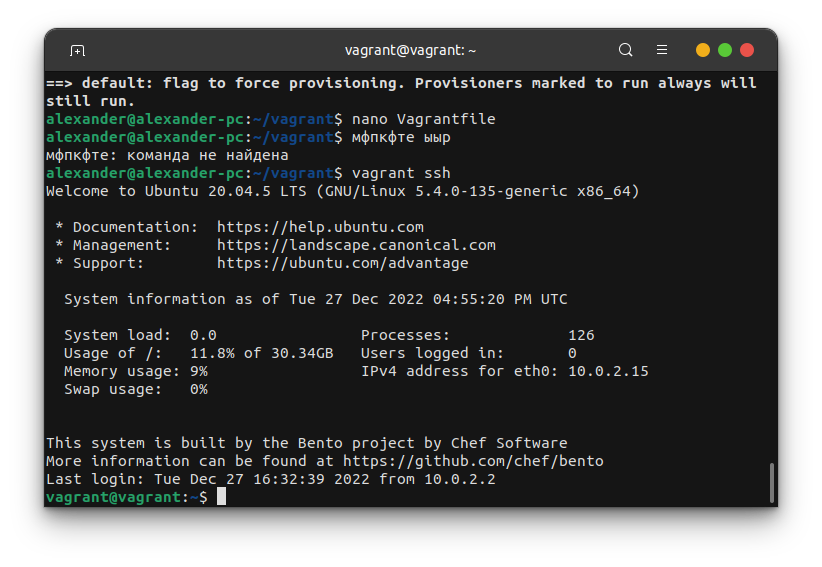 vagrant@vagrant: ~
==> default: flag to force provisioning. Provisioners marked to run always will
still run.
alexander@alexander-pc:~/vagrant$ nano Vagrantfile
alexander@alexander-pc:~/vagrant$ мфпкфте ыыр
мфпкфте: команда не найдена
alexander@alexander-pc:~/vagrant$ vagrant ssh
Welcome to Ubuntu 20.04.5 LTS (GNU/Linux 5.4.0-135-generic x86_64)
* Documentation:  https://help.ubuntu.com
* Management:     https://landscape.canonical.com
* Support:        https://ubuntu.com/advantage
System information as of Tue 27 Dec 2022 04:55:20 PM UTC
System load:  0.0                Processes:             126
Usage of /:   11.8% of 30.34GB   Users logged in:       0
Memory usage: 9%                 IPv4 address for eth0: 10.0.2.15
Swap usage:   0%
This system is built by the Bento project by Chef Software
More information can be found at https://github.com/chef/bento
Last login: Tue Dec 27 16:32:39 2022 from 10.0.2.2
vagrant@vagrant:~$